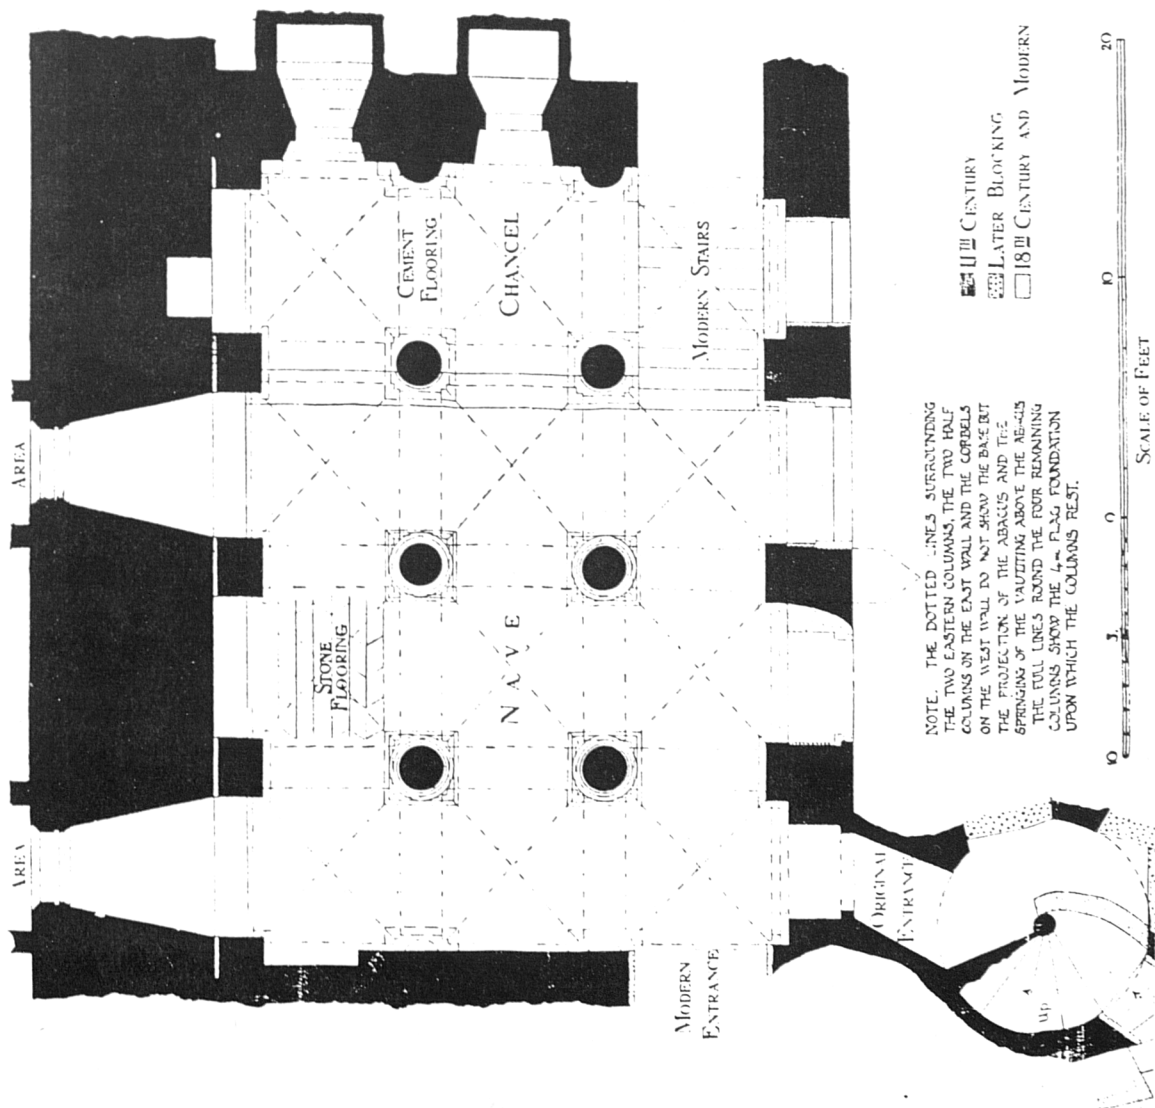 AREA
AREA
CEMENT
FLOORING
CHANCEL
MODERN STAIRS
STONE
FLOORING
NAVE
MODERN
ENTRANCE
ORIGINAL
ENTRANCE
UP
11TH CENTURY
LATER BLOCKING
18TH CENTURY AND MODERN
NOTE. THE DOTTED LINES SURROUNDING
THE TWO EASTERN COLUMNS, THE TWO HALF
COLUMNS ON THE EAST WALL AND THE CORBELS
ON THE WEST WALL DO NOT SHOW THE BASE BUT
THE PROJECTION OF THE ABACUS AND THE
SPRINGING OF THE VAULTING ABOVE THE ABACUS
THE FULL LINES ROUND THE FOUR REMAINING
COLUMNS SHOW THE FLAG FOUNDATION
UPON WHICH THE COLUMNS REST.
10 5 0 10 20
SCALE OF FEET